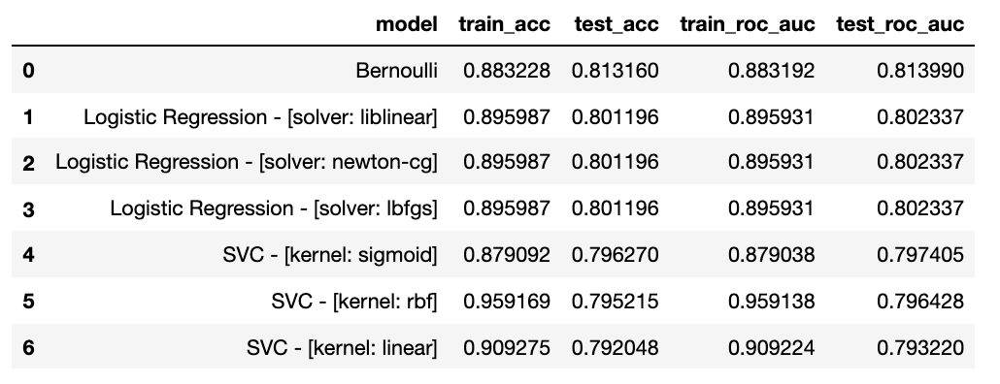 model train_acc test_acc train_roc_auc test_roc_auc
0 Bernoulli 0.883228 0.813160 0.883192 0.813990
1 Logistic Regression - [solver: liblinear] 0.895987 0.801196 0.895931 0.802337
2 Logistic Regression - [solver: newton-cg] 0.895987 0.801196 0.895931 0.802337
3 Logistic Regression - [solver: lbfgs] 0.895987 0.801196 0.895931 0.802337
4 SVC - [kernel: sigmoid] 0.879092 0.796270 0.879038 0.797405
5 SVC - [kernel: rbf] 0.959169 0.795215 0.959138 0.796428
6 SVC - [kernel: linear] 0.909275 0.792048 0.909224 0.793220